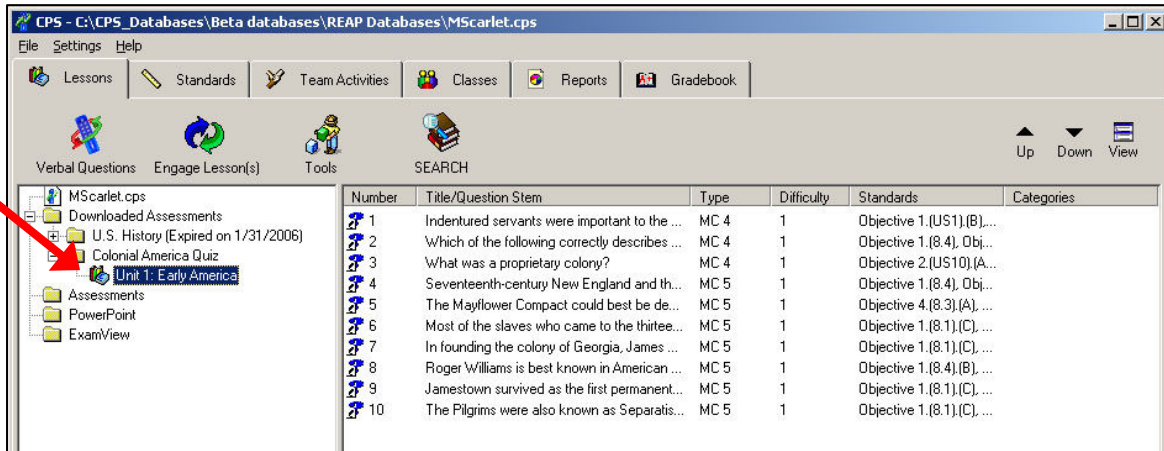 CPS - C:\CPS_Databases\Beta databases\REAP Databases\MScarlet.cps
File Settings Help
Lessons Standards Team Activities Classes Reports Gradebook
Verbal Questions Engage Lesson(s) Tools SEARCH Up Down View
MScarlet.cps
Downloaded Assessments
U.S. History (Expired on 1/31/2006)
Colonial America Quiz
Unit 1: Early America
Assessments
PowerPoint
ExamView
Number Title/Question Stem Type Difficulty Standards Categories
1 Indentured servants were important to the ... MC 4 1 Objective 1.(US1).(B),...
2 Which of the following correctly describes ... MC 4 1 Objective 1.(8.4), Obj...
3 What was a proprietary colony? MC 4 1 Objective 2.(US10).(A...
4 Seventeenth-century New England and th... MC 5 1 Objective 1.(8.4), Obj...
5 The Mayflower Compact could best be de... MC 5 1 Objective 4.(8.3).(A), ...
6 Most of the slaves who came to the thirtee... MC 5 1 Objective 1.(8.1).(C), ...
7 In founding the colony of Georgia, James ... MC 5 1 Objective 1.(8.1).(C), ...
8 Roger Williams is best known in American ... MC 5 1 Objective 1.(8.4).(B), ...
9 Jamestown survived as the first permanent... MC 5 1 Objective 1.(8.1).(C), ...
10 The Pilgrims were also known as Separatis... MC 5 1 Objective 1.(8.1).(C), ...